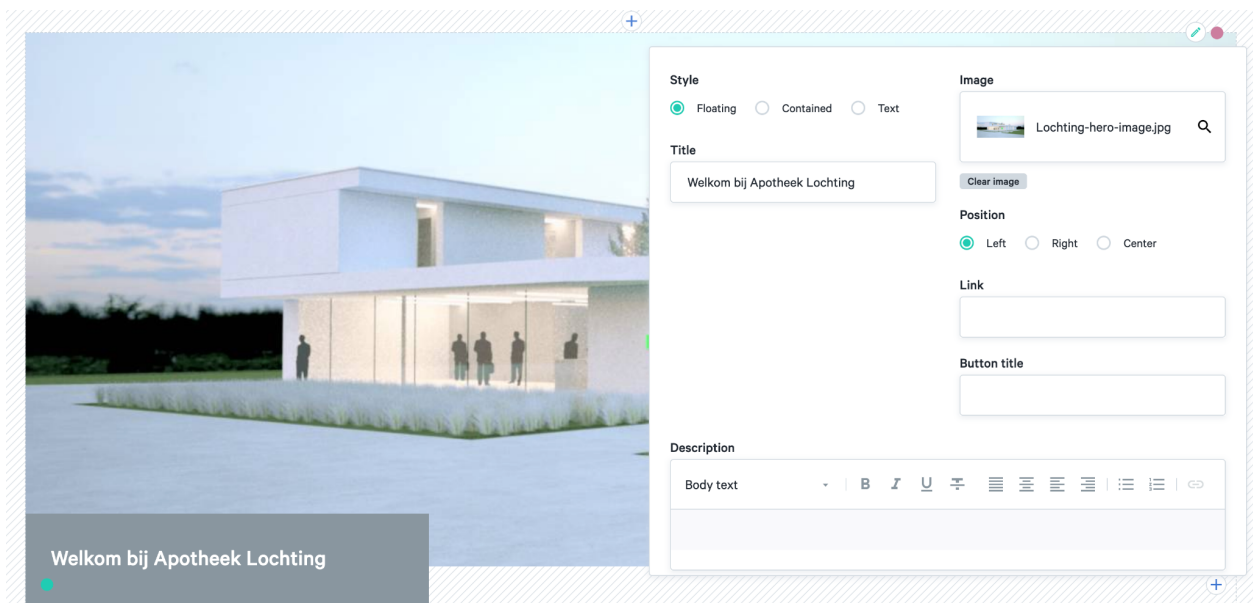 Style
Floating
Contained
Text
Title
Welkom bij Apotheek Lochting
Image
Lochting-hero-image.jpg
Clear image
Position
Left
Right
Center
Link
Button title
Description
Body text
B I U T
Welkom bij Apotheek Lochting